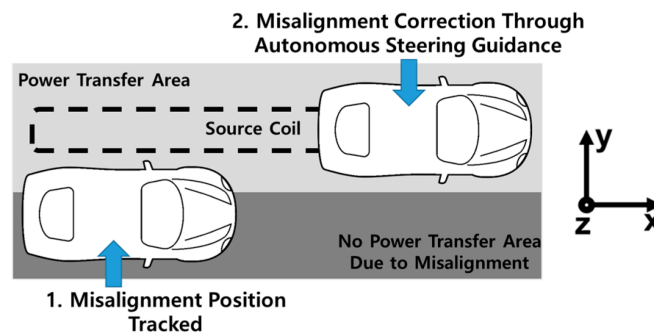 2. Misalignment Correction Through
Autonomous Steering Guidance
Power Transfer Area
Source Coil
y
z
x
No Power Transfer Area
Due to Misalignment
1. Misalignment Position
Tracked